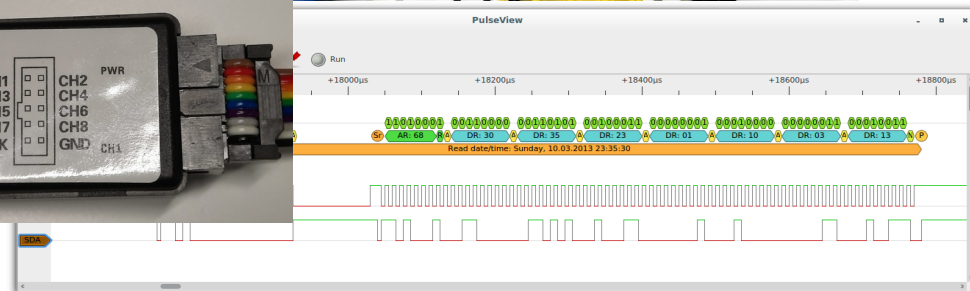 PulseView
Run
+18000µs +18200µs +18400µs +18600µs +18800µs
CH2
CH4
CH6
CH8
GND
PWR
CH1
M
11010001 00110000 00110101 00100011 00000001 00010000 00000011 00010011
Sr AR: 68 R A DR: 30 A DR: 35 A DR: 23 A DR: 01 A DR: 10 A DR: 03 A DR: 13 N P
Read date/time: Sunday, 10.03.2013 23:35:30
SDA